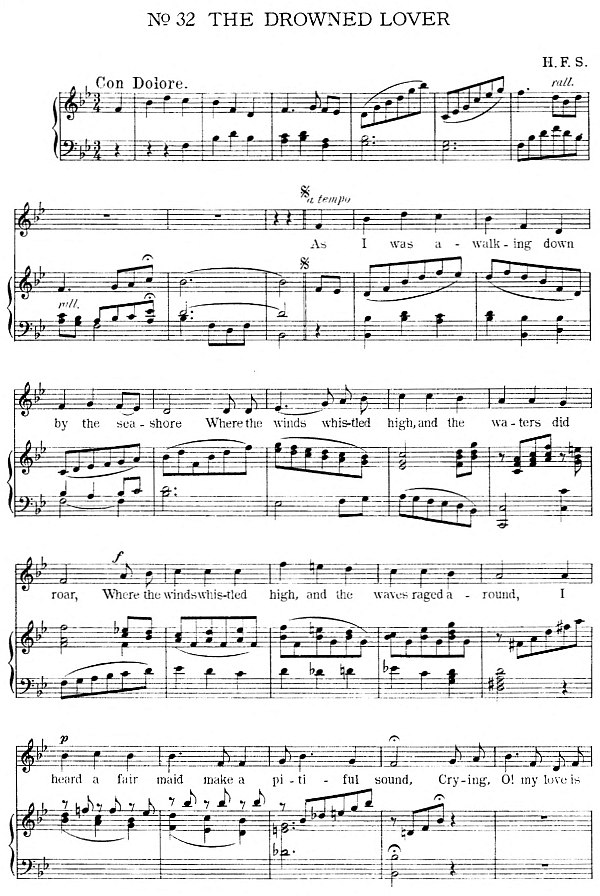 No 32 THE DROWNED LOVER
H. F. S.
Con Dolore.
rall.
a tempo
As I was a - walk - ing down
rall.
by the sea - shore Where the winds whis - tled high, and the wa - ters did
f
roar, Where the winds whis - tled high, and the waves raged a - round, I
p
heard a fair maid make a pi - ti - ful sound, Cry - ing, O! my love is